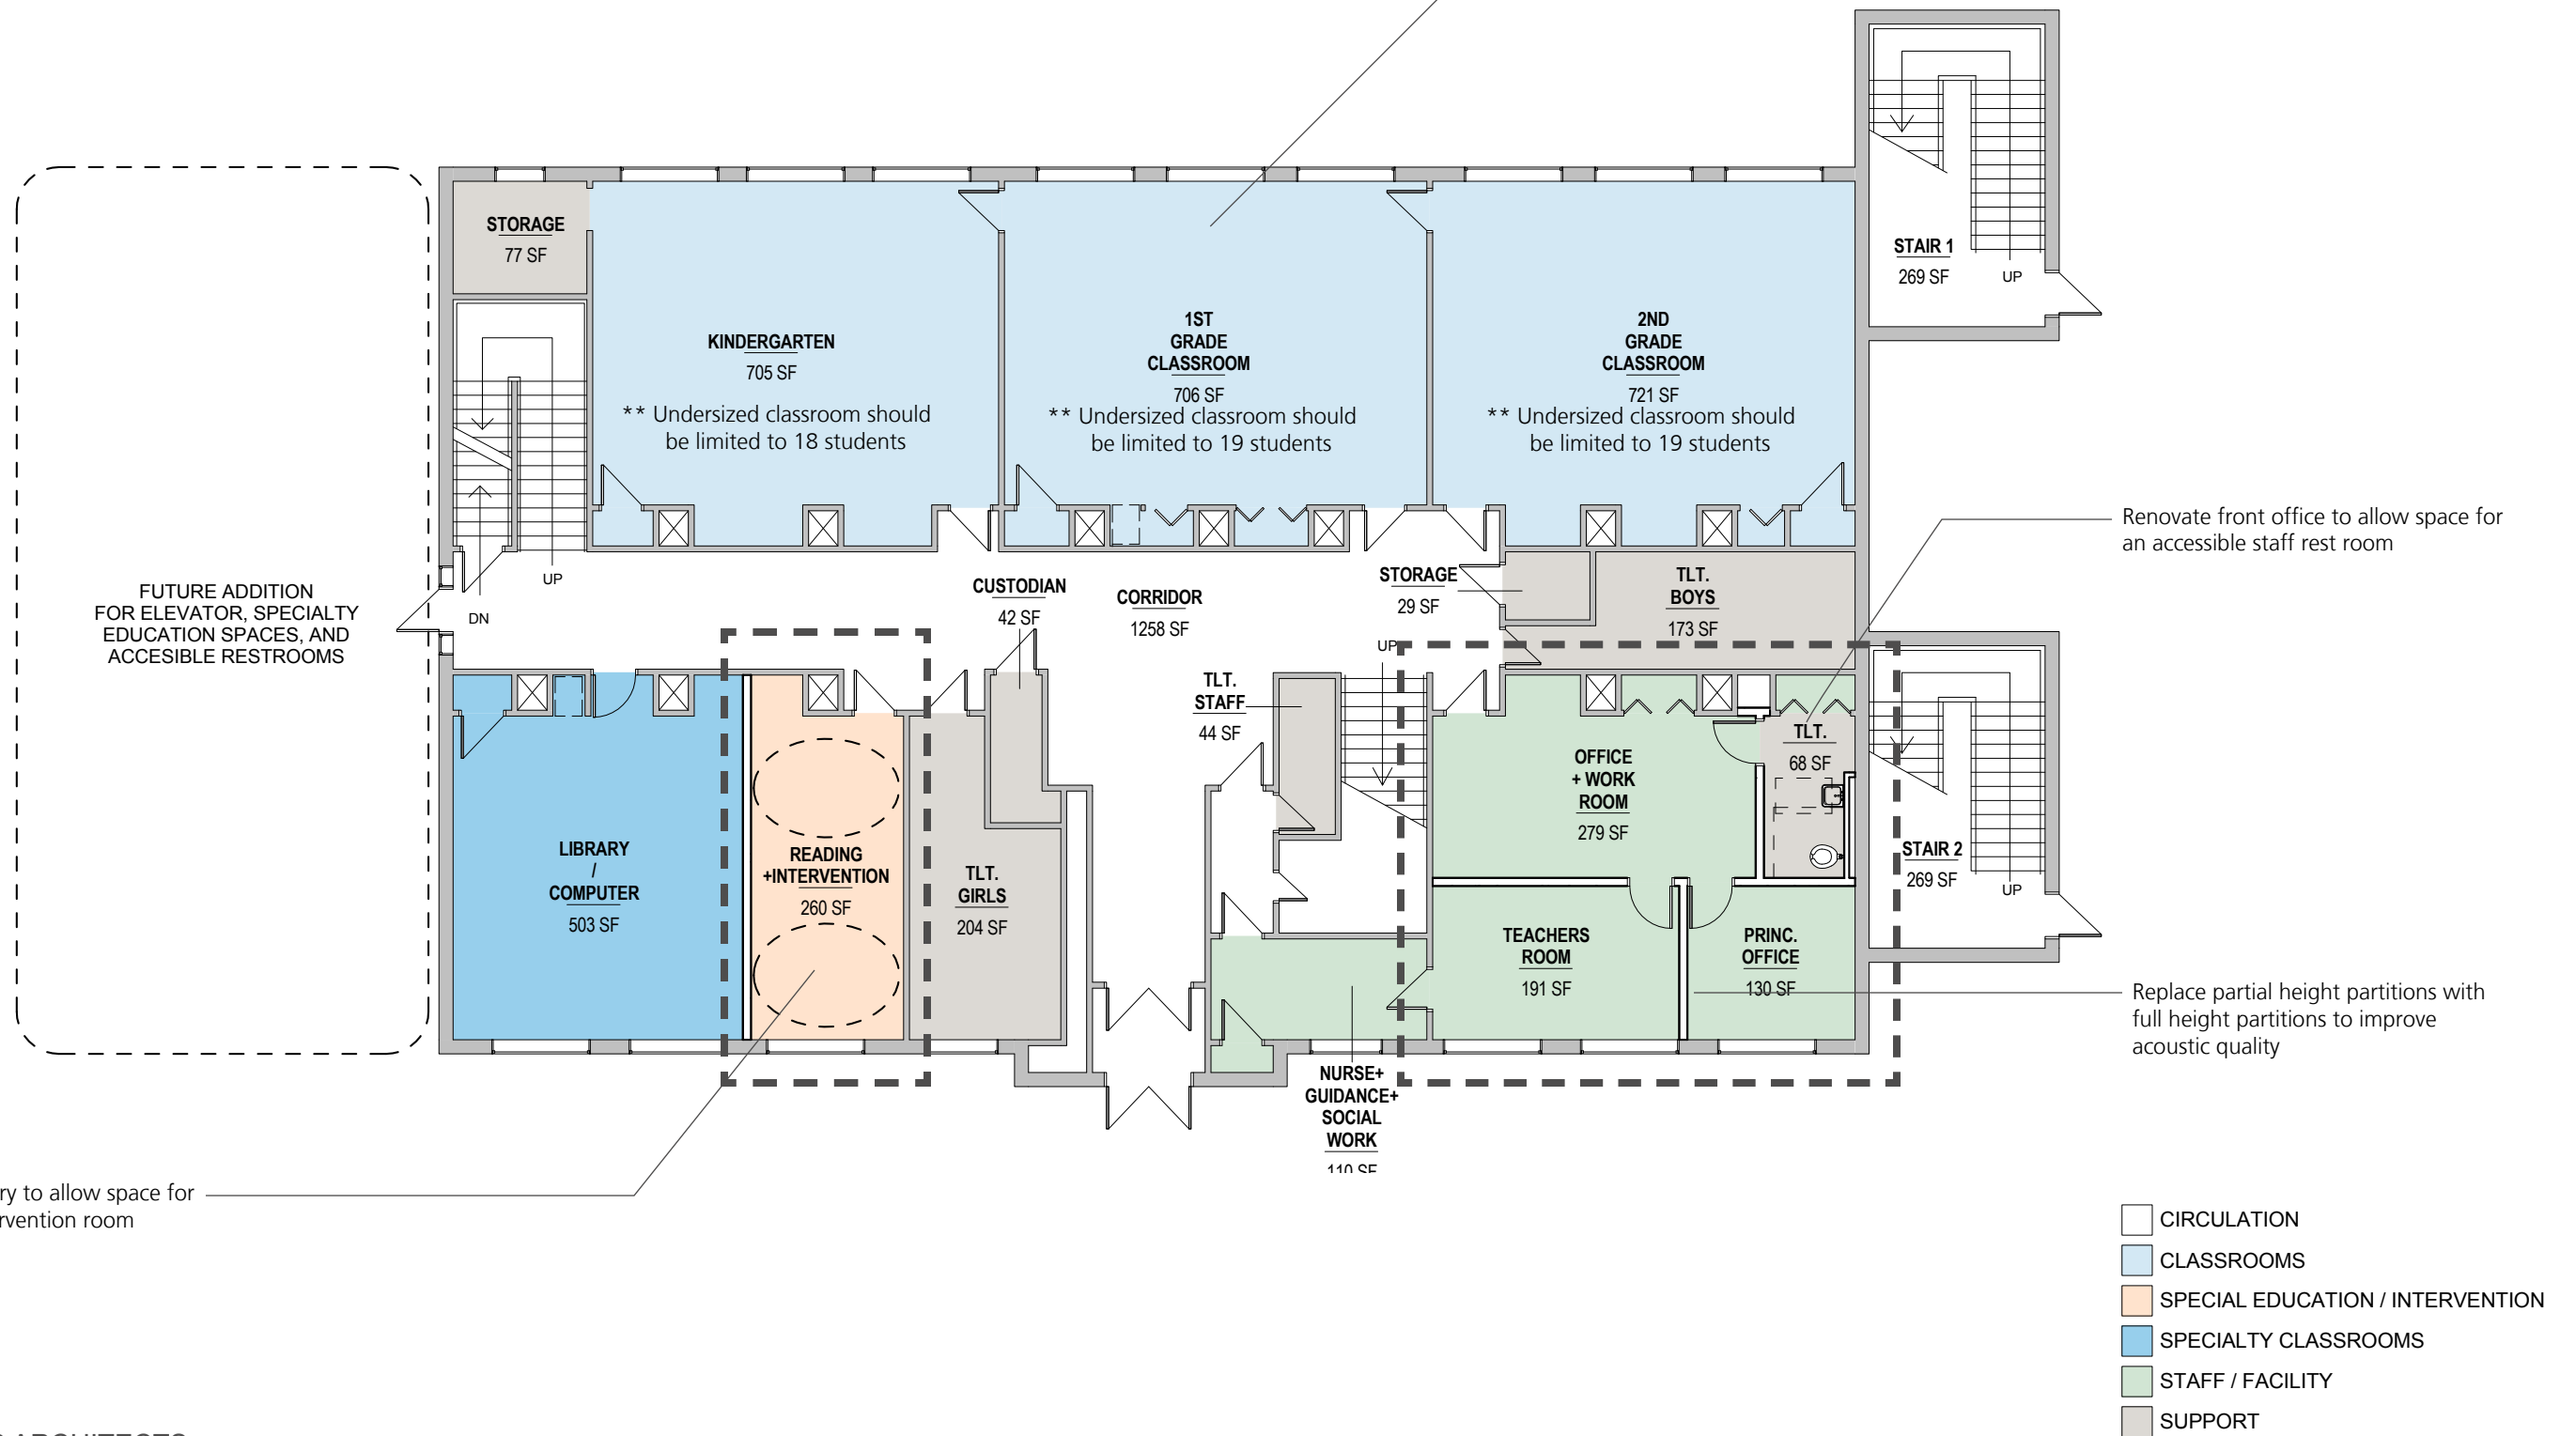 STORAGE
77 SF
KINDERGARTEN
705 SF
** Undersized classroom should
be limited to 18 students
1ST
GRADE
CLASSROOM
706 SF
** Undersized classroom should
be limited to 19 students
2ND
GRADE
CLASSROOM
721 SF
** Undersized classroom should
be limited to 19 students
STAIR 1
269 SF
UP
Renovate front office to allow space for
an accessible staff rest room
FUTURE ADDITION
FOR ELEVATOR, SPECIALTY
EDUCATION SPACES, AND
ACCESIBLE RESTROOMS
UP
DN
CUSTODIAN
42 SF
CORRIDOR
1258 SF
STORAGE
29 SF
TLT.
BOYS
173 SF
UP
TLT.
STAFF
44 SF
OFFICE
+ WORK
ROOM
279 SF
TLT.
68 SF
LIBRARY
/
COMPUTER
503 SF
READING
+INTERVENTION
260 SF
TLT.
GIRLS
204 SF
STAIR 2
269 SF
UP
TEACHERS
ROOM
191 SF
PRINC.
OFFICE
130 SF
Replace partial height partitions with
full height partitions to improve
acoustic quality
NURSE+
GUIDANCE+
SOCIAL
WORK
110 SF
to allow space for
room
CIRCULATION
CLASSROOMS
SPECIAL EDUCATION / INTERVENTION
SPECIALTY CLASSROOMS
STAFF / FACILITY
SUPPORT